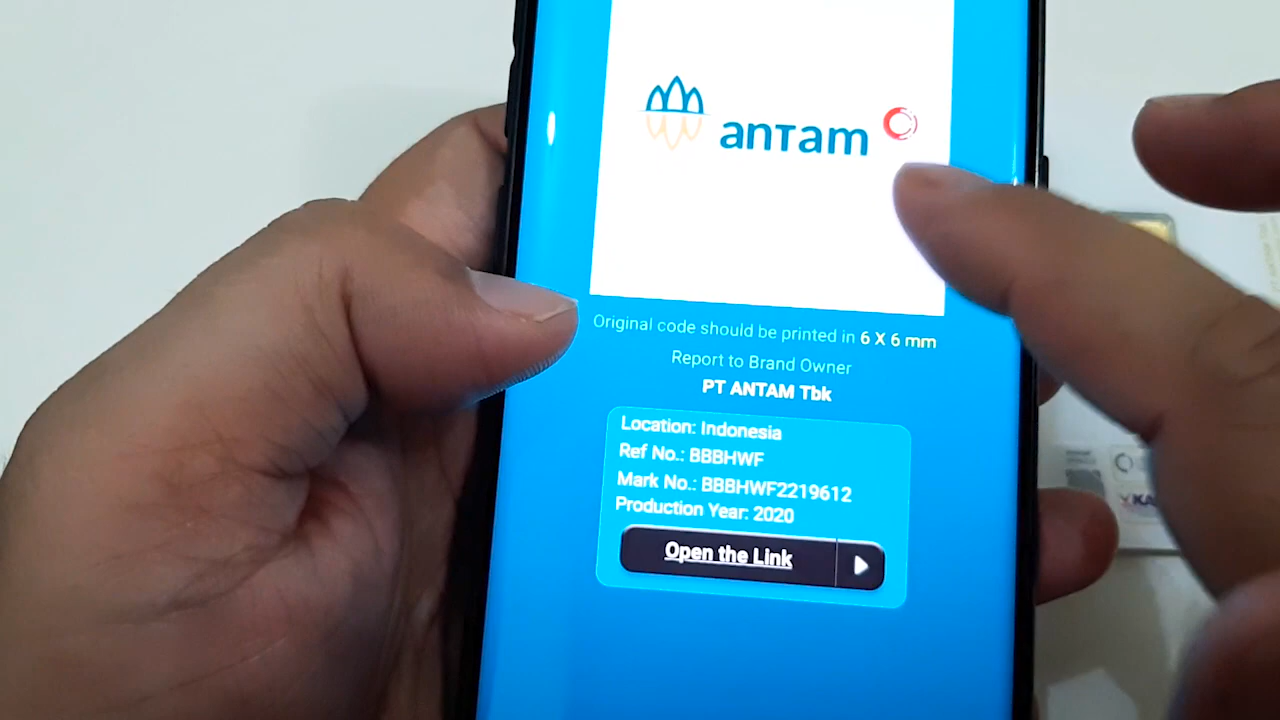 anтam
Original code should be printed in 6 X 6 mm
Report to Brand Owner
PT ANTAM Tbk
Location: Indonesia
Ref No.: BBBHWF
Mark No.: BBBHWF2219612
Production Year: 2020
Open the Link